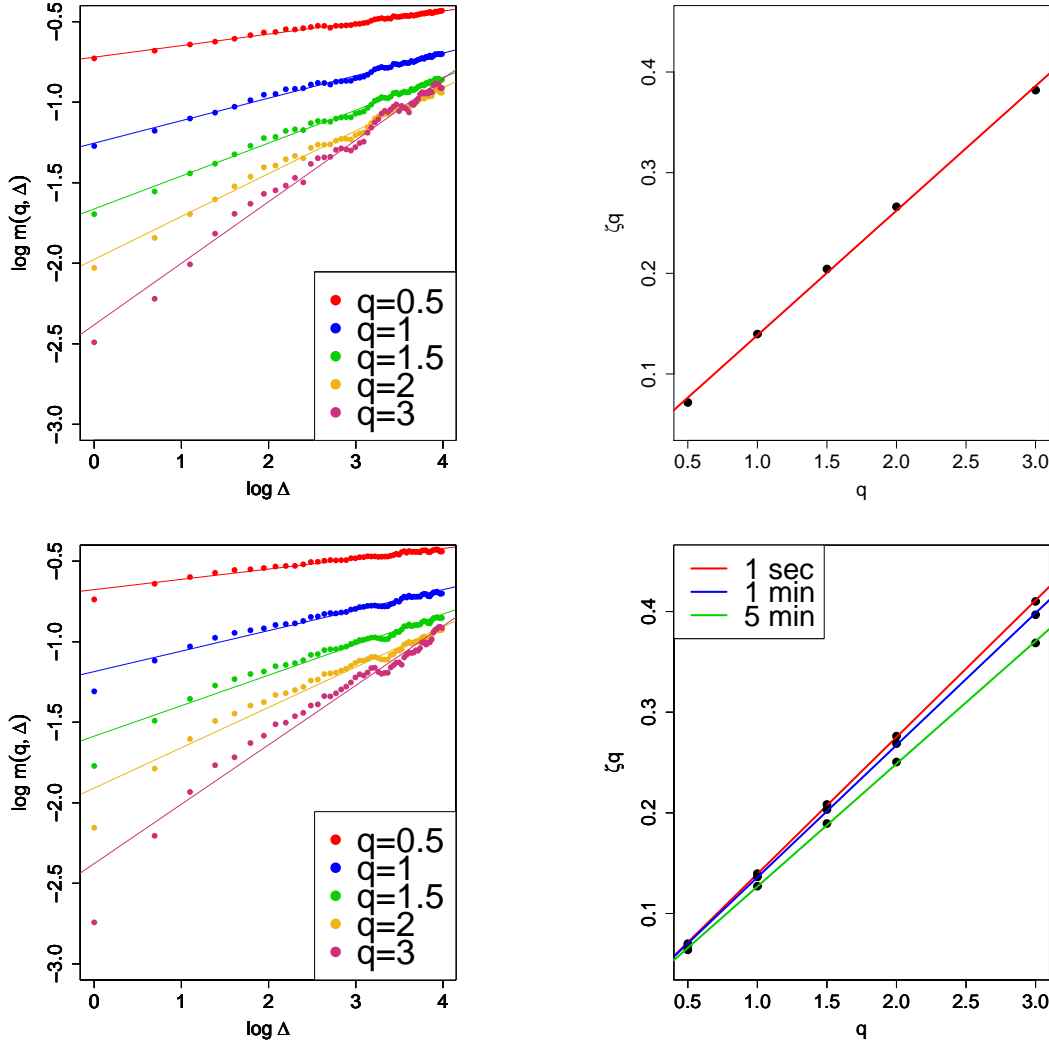 −0.5
−1.0
−1.5
−2.0
−2.5
−3.0
log m(q, Δ)
q=0.5
q=1
q=1.5
q=2
q=3
0 1 2 3 4
log Δ
0.4
0.3
0.2
0.1
ζq
0.5 1.0 1.5 2.0 2.5 3.0
q
−0.5
−1.0
−1.5
−2.0
−2.5
−3.0
log m(q, Δ)
q=0.5
q=1
q=1.5
q=2
q=3
0 1 2 3 4
log Δ
1 sec
1 min
5 min
0.4
0.3
0.2
0.1
ζq
0.5 1.0 1.5 2.0 2.5 3.0
q